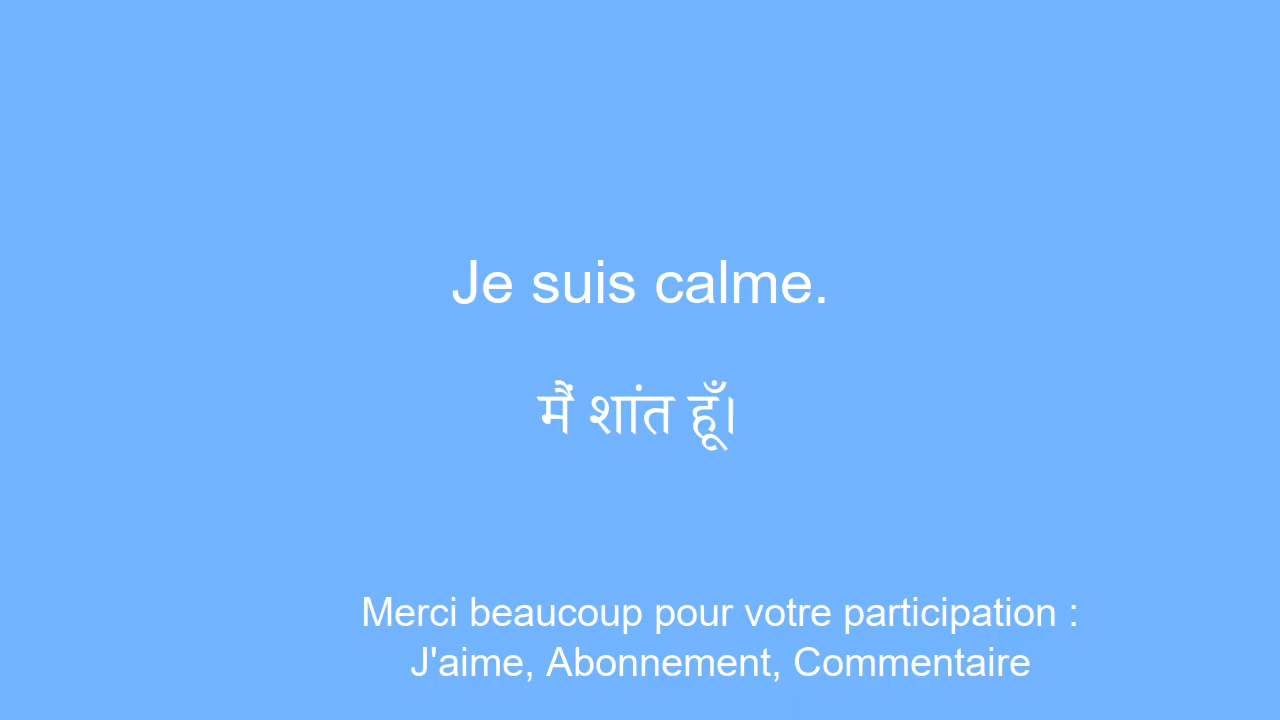 Je suis calme.
मैं शांत हूँ।
Merci beaucoup pour votre participation :
J'aime, Abonnement, Commentaire